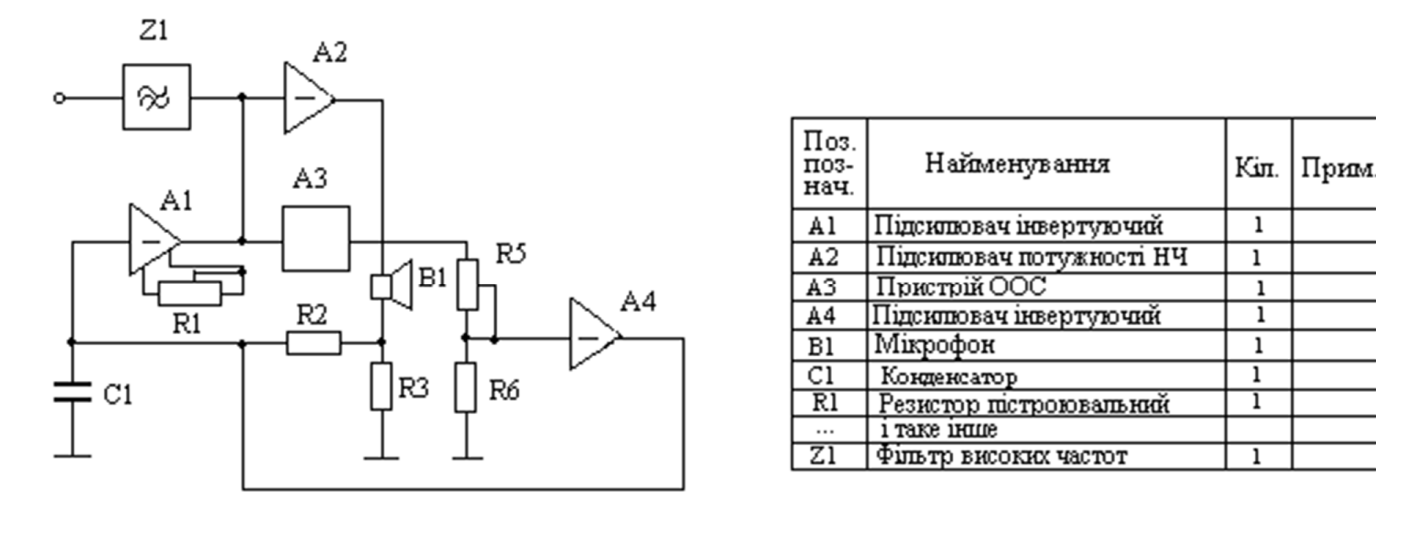 Z1
A2
A1
A3
R5
B1
A4
R1
R2
C1
R3
R6
Поз. поз- нач. Найменування Кіл. Прим.
A1 Підсилювач інвертуючий 1
A2 Підсилювач потужності НЧ 1
A3 Пристрій ООС 1
A4 Підсилювач інвертуючий 1
B1 Мікрофон 1
C1 Конденсатор 1
R1 Резистор пістроювальний 1
... і таке інше
Z1 Фільтр високих частот 1